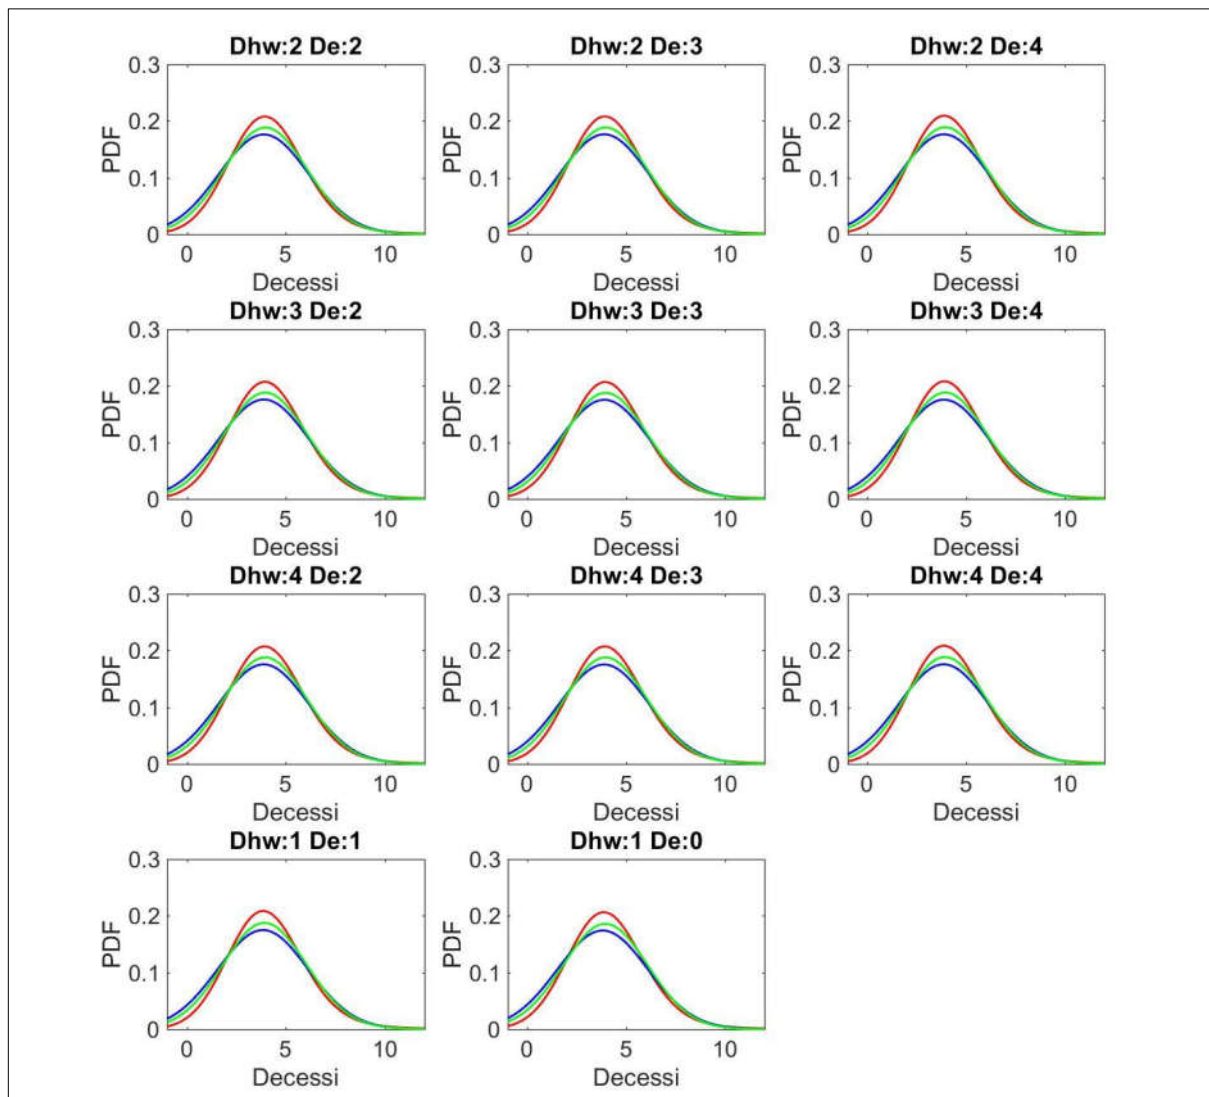 Dhw:2 De:2 Dhw:2 De:3 Dhw:2 De:4
0.3 0.3 0.3
0.2 0.2 0.2
PDF PDF PDF
0.1 0.1 0.1
0 0 0
0 5 10 0 5 10 0 5 10
Decessi Decessi Decessi
Dhw:3 De:2 Dhw:3 De:3 Dhw:3 De:4
0.3 0.3 0.3
0.2 0.2 0.2
PDF PDF PDF
0.1 0.1 0.1
0 0 0
0 5 10 0 5 10 0 5 10
Decessi Decessi Decessi
Dhw:4 De:2 Dhw:4 De:3 Dhw:4 De:4
0.3 0.3 0.3
0.2 0.2 0.2
PDF PDF PDF
0.1 0.1 0.1
0 0 0
0 5 10 0 5 10 0 5 10
Decessi Decessi Decessi
Dhw:1 De:1 Dhw:1 De:0
0.3 0.3
0.2 0.2
PDF PDF
0.1 0.1
0 0
0 5 10 0 5 10
Decessi Decessi